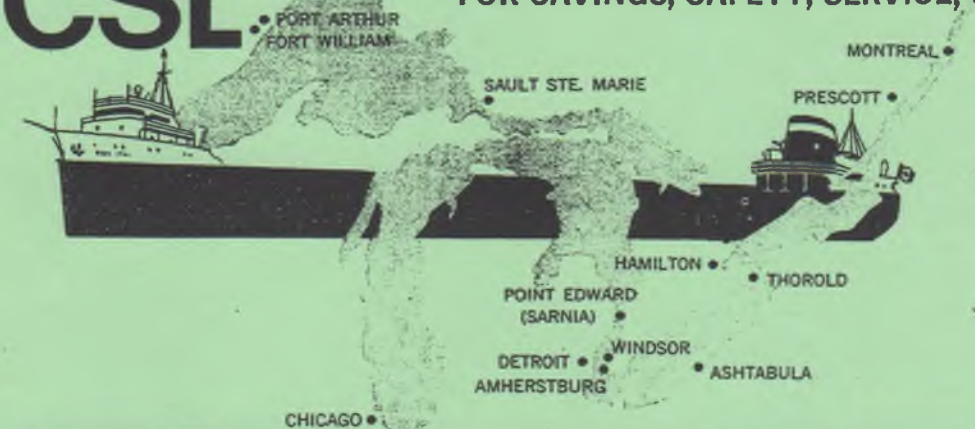 CSL
FOR SAVINGS, SAFETY, SERVICE,
PORT ARTHUR
FORT WILLIAM
MONTREAL
SAULT STE. MARIE
PRESCOTT
HAMILTON
THOROLD
POINT EDWARD
(SARNIA)
WINDSOR
DETROIT
AMHERSTBURG
ASHTABULA
CHICAGO